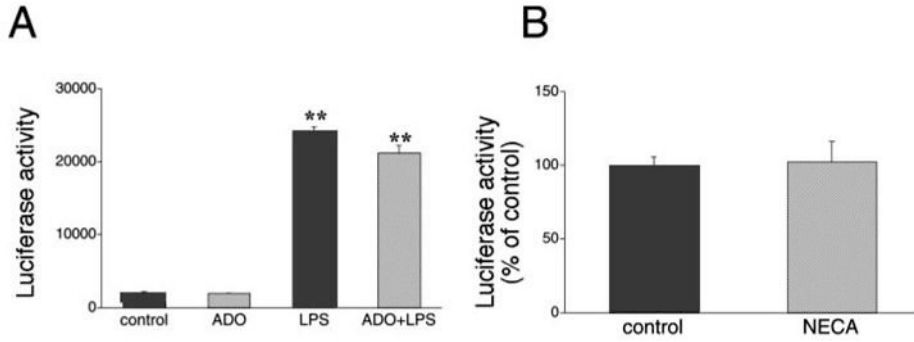 A
Luciferase activity
30000
20000
10000
0
**
**
control ADO LPS ADO+LPS
B
Luciferase activity
(% of control)
150
100
50
0
control NECA